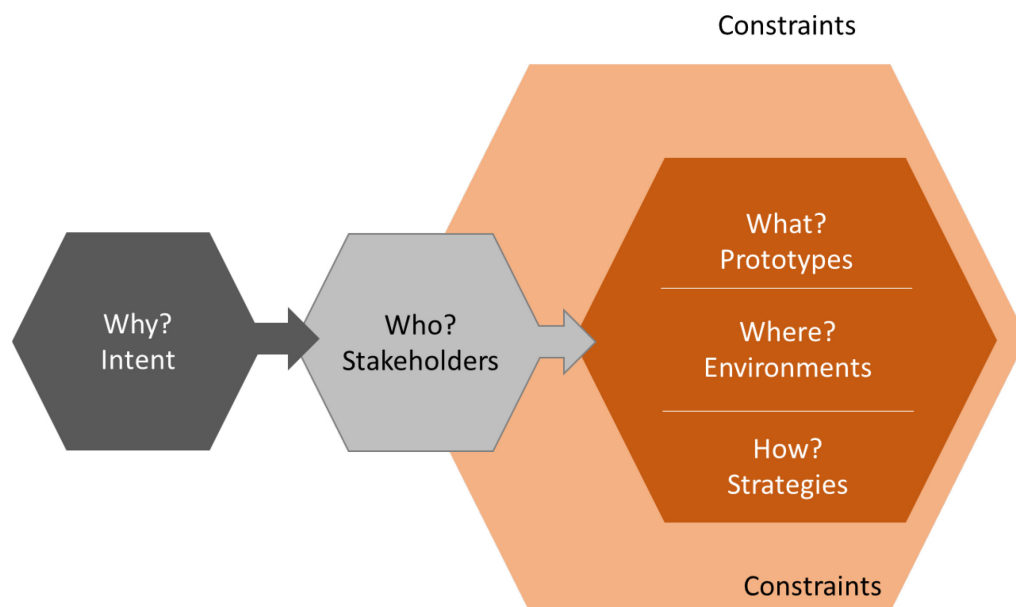 Constraints
Why?
Intent
Who?
Stakeholders
What?
Prototypes
Where?
Environments
How?
Strategies
Constraints